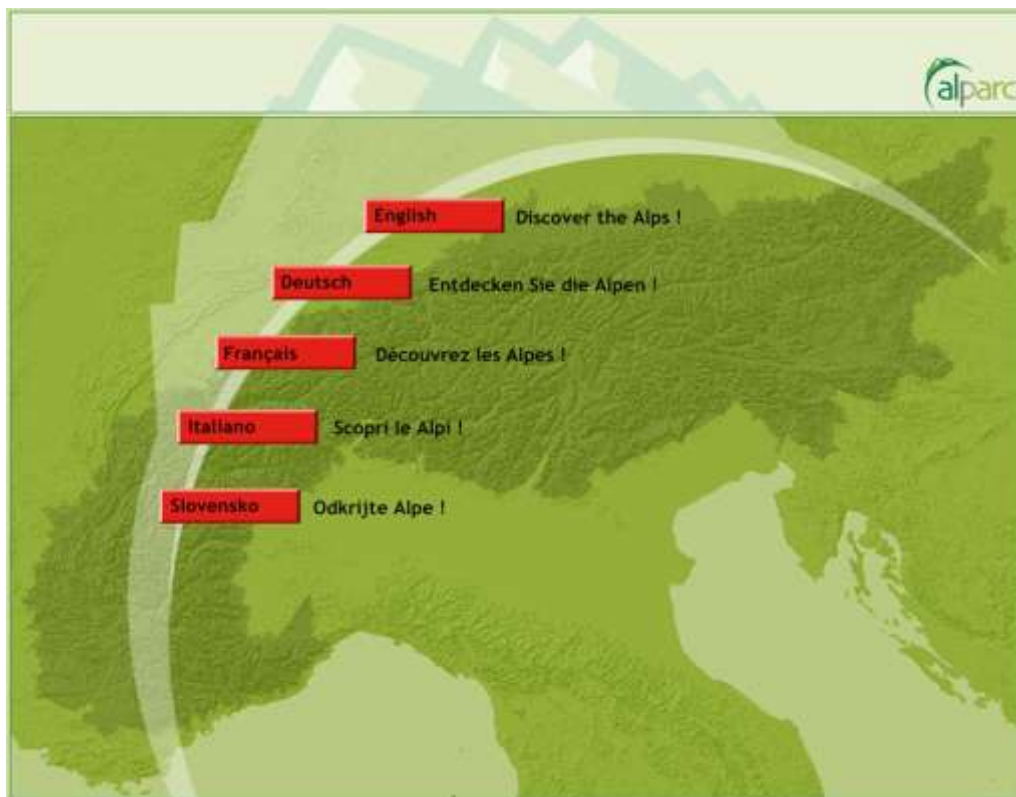 alparc
English Discover the Alps !
Deutsch Entdecken Sie die Alpen !
Français Découvrez les Alpes !
Italiano Scopri le Alpi !
Slovensko Odkrijte Alpe !